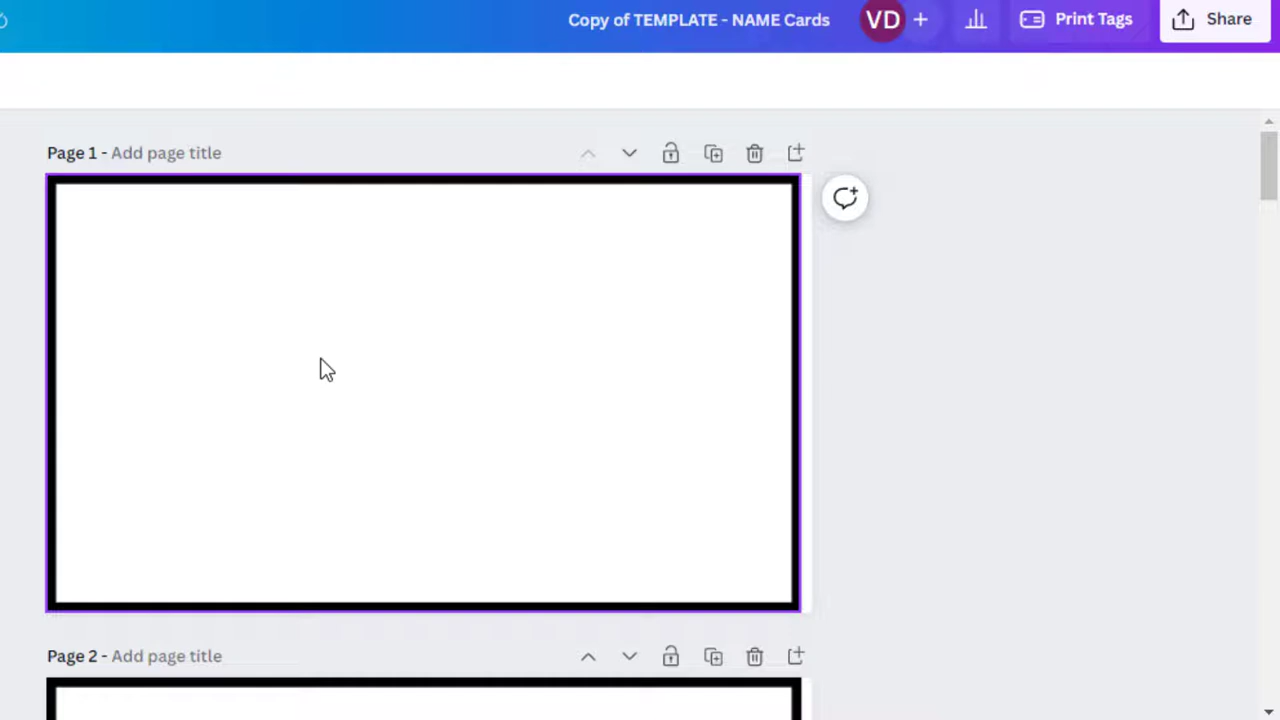 Copy of TEMPLATE - NAME Cards
VD
Print Tags
Share
Page 1 - Add page title
Page 2 - Add page title